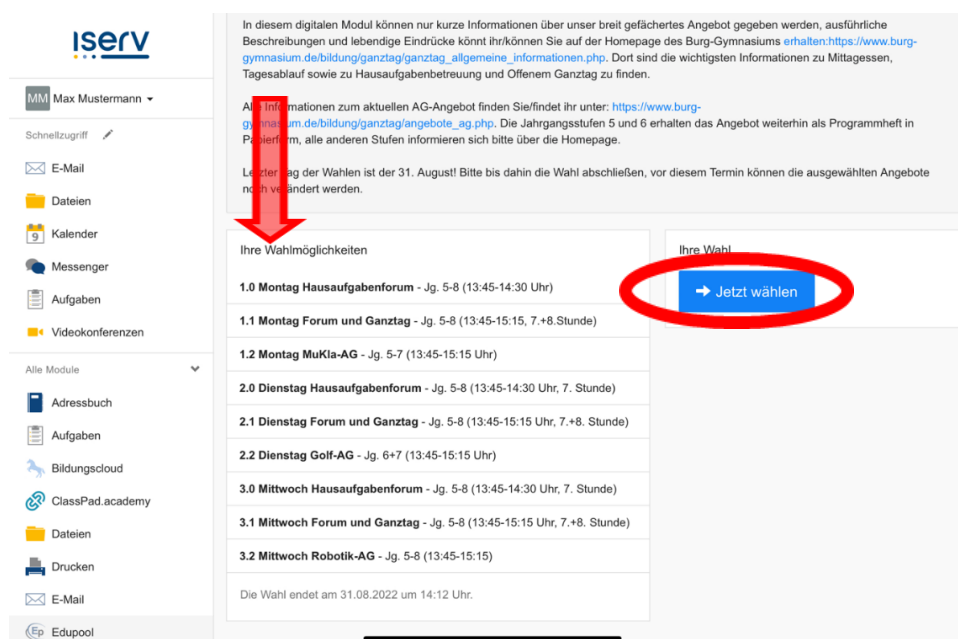 In diesem digitalen Modul können nur kurze Informationen über unser breit gefächertes Angebot gegeben werden, ausführliche
Beschreibungen und lebendige Eindrücke könnt ihr/können Sie auf der Homepage des Burg-Gymnasiums erhalten:https://www.burg-
gymnasium.de/bildung/ganztag/ganztag_allgemeine_informationen.php. Dort sind die wichtigsten Informationen zu Mittagessen,
Tagesablauf sowie zu Hausaufgabenbetreuung und Offenem Ganztag zu finden.
Alle Informationen zum aktuellen AG-Angebot finden Sie/findet ihr unter: https://www.burg-
gymnasium.de/bildung/ganztag/angebote_ag.php. Die Jahrgangsstufen 5 und 6 erhalten das Angebot weiterhin als Programmheft in
Papierform, alle anderen Stufen informieren sich bitte über die Homepage.
Letzter Tag der Wahlen ist der 31. August! Bitte bis dahin die Wahl abschließen, vor diesem Termin können die ausgewählten Angebote
noch verändert werden.
IServ
MM Max Mustermann
Schnellzugriff
E-Mail
Dateien
9 Kalender
Messenger
Aufgaben
Videokonferenzen
Alle Module
Adressbuch
Aufgaben
Bildungscloud
ClassPad.academy
Dateien
Drucken
E-Mail
Ep Edupool
Ihre Wahlmöglichkeiten
1.0 Montag Hausaufgabenforum - Jg. 5-8 (13:45-14:30 Uhr)
1.1 Montag Forum und Ganztag - Jg. 5-8 (13:45-15:15, 7.+8.Stunde)
1.2 Montag MuKla-AG - Jg. 5-7 (13:45-15:15 Uhr)
2.0 Dienstag Hausaufgabenforum - Jg. 5-8 (13:45-14:30 Uhr, 7. Stunde)
2.1 Dienstag Forum und Ganztag - Jg. 5-8 (13:45-15:15 Uhr, 7.+8. Stunde)
2.2 Dienstag Golf-AG - Jg. 6+7 (13:45-15:15 Uhr)
3.0 Mittwoch Hausaufgabenforum - Jg. 5-8 (13:45-14:30 Uhr, 7. Stunde)
3.1 Mittwoch Forum und Ganztag - Jg. 5-8 (13:45-15:15 Uhr, 7.+8. Stunde)
3.2 Mittwoch Robotik-AG - Jg. 5-8 (13:45-15:15)
Die Wahl endet am 31.08.2022 um 14:12 Uhr.
Ihre Wahl
→ Jetzt wählen